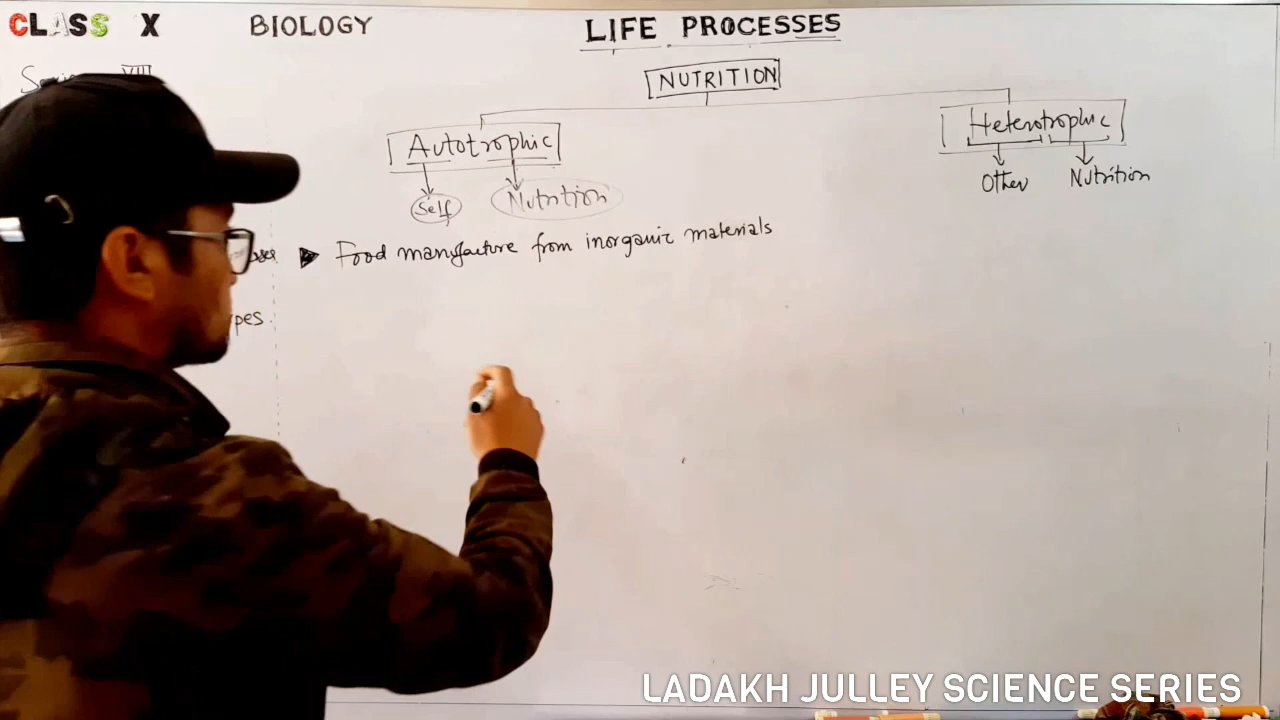 CLASS X BIOLOGY LIFE PROCESSES
VIII
NUTRITION
Autotrophic Heterotrophic
Self Nutrition Other Nutrition
Food manufacture from inorganic materials
LADAKH JULLEY SCIENCE SERIES